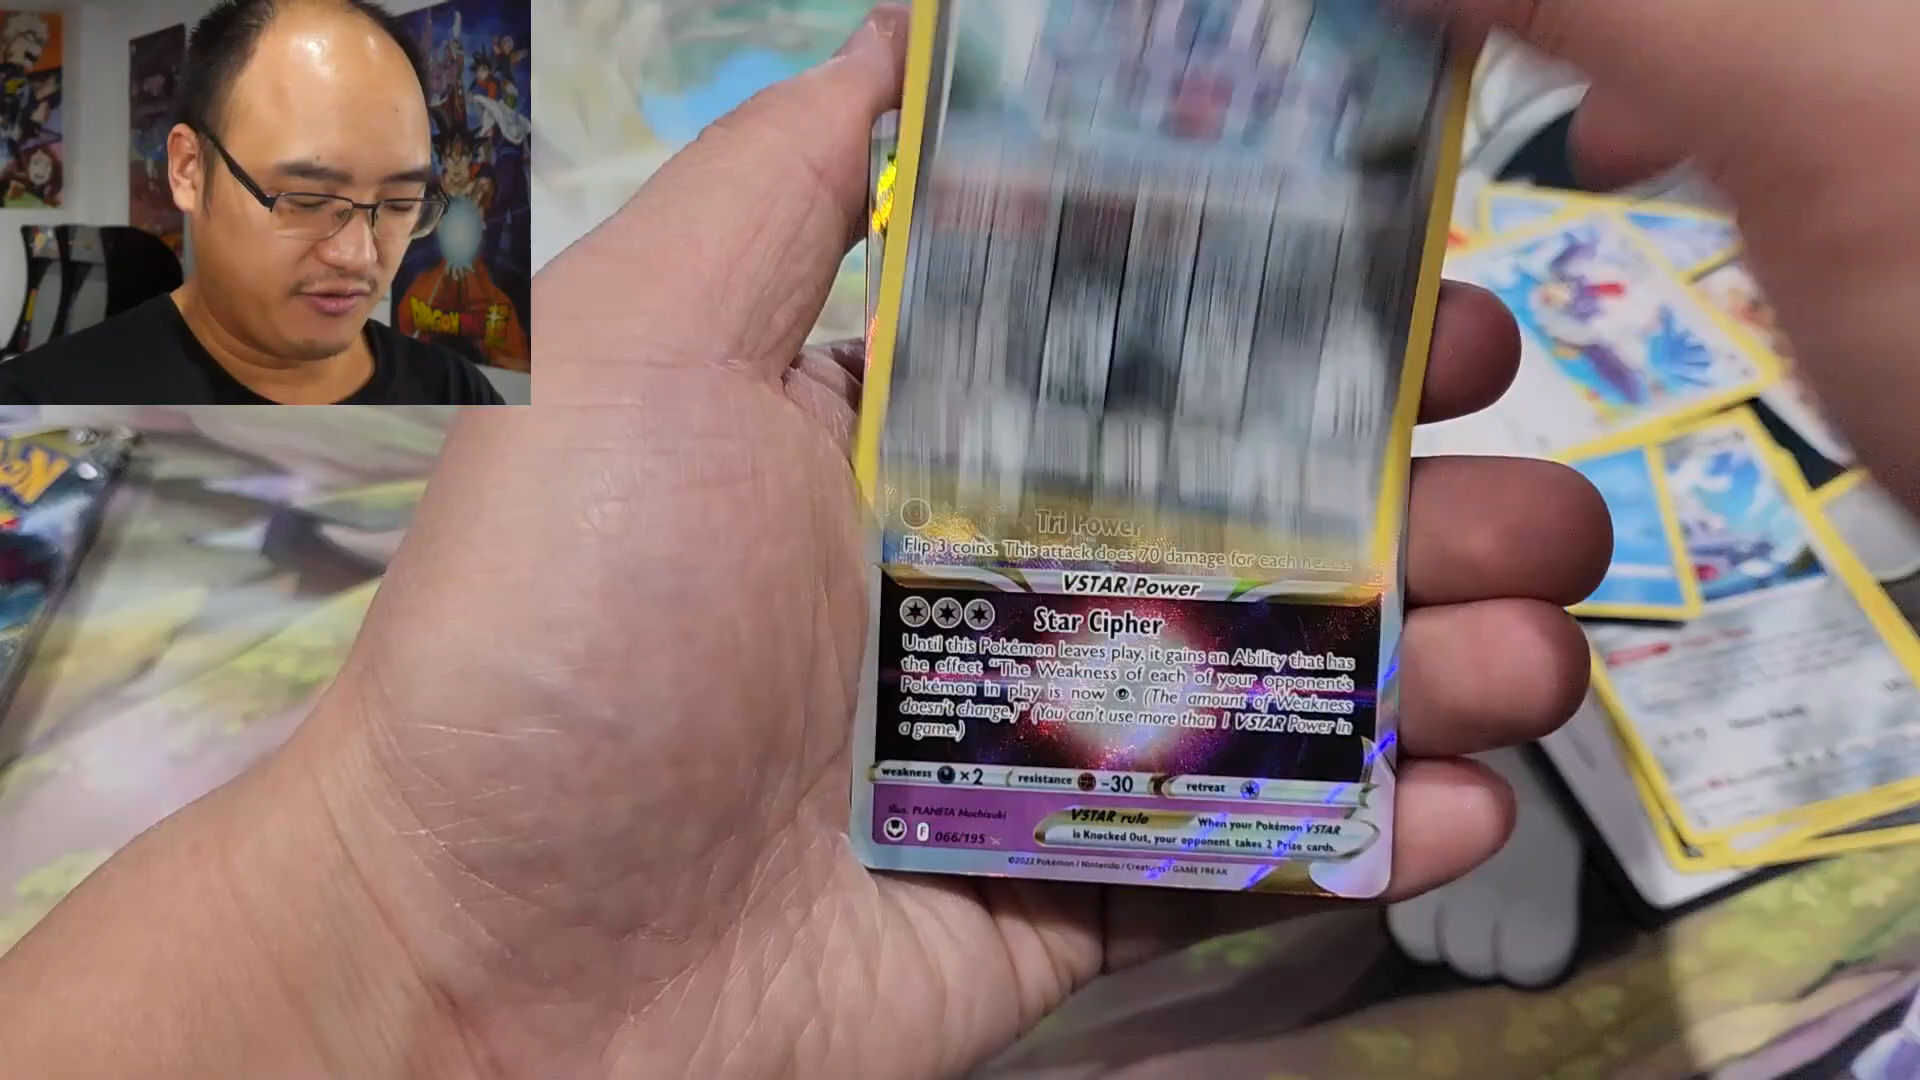 DRAGON
Tri Power
Flip 3 coins. This attack does 70 damage for each heads.
VSTAR Power
Star Cipher
Until this Pokémon leaves play, it gains an Ability that has
the effect "The Weakness of each of your opponent's
Pokémon in play is now . (The amount of Weakness
doesn't change.)" (You can't use more than 1 VSTAR Power in
a game.)
weakness ×2 resistance -30 retreat
Illus. PLANETA Mochizuki
F 066/195
VSTAR rule When your Pokémon VSTAR
is Knocked Out, your opponent takes 2 Prize cards.
©2022 Pokémon / Nintendo / Creatures / GAME FREAK